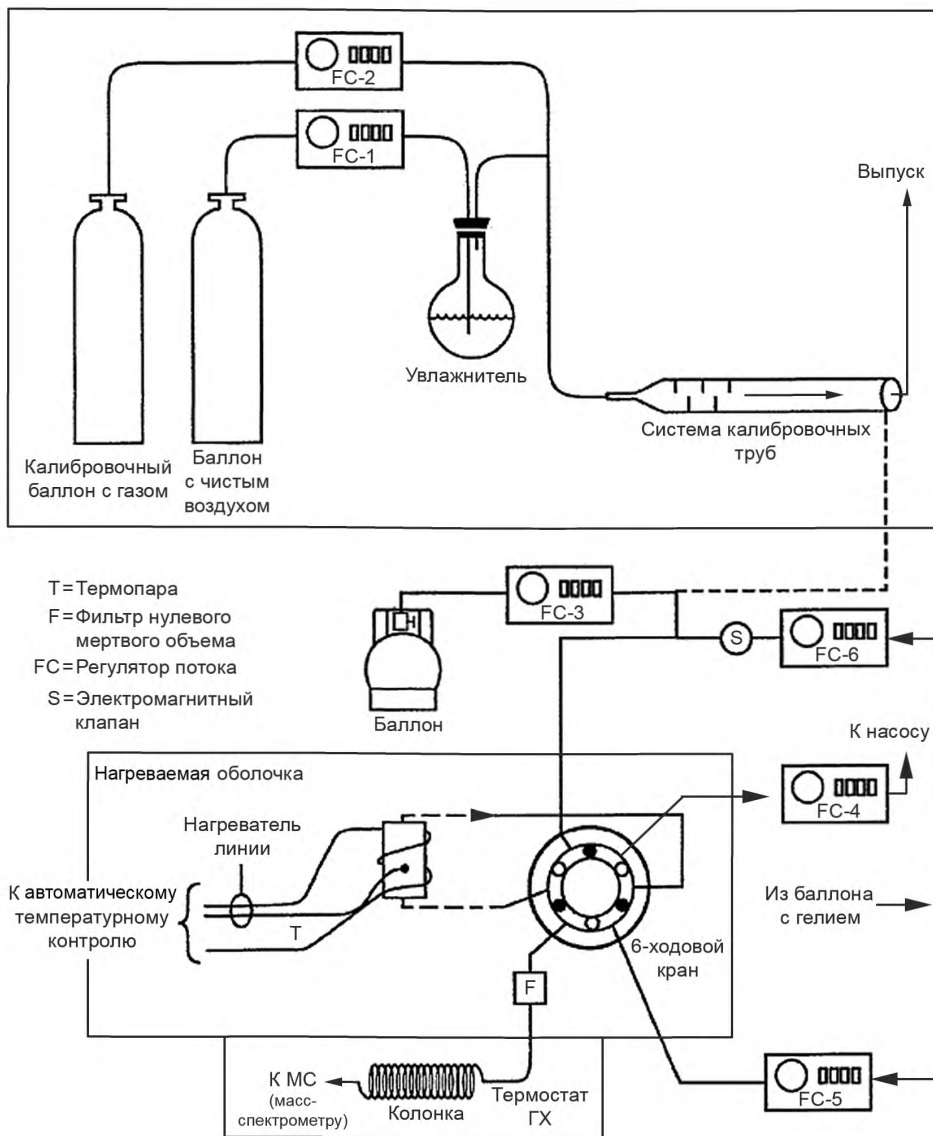 FC-2
FC-1
Выпуск
Увлажнитель
Калибровочный
баллон с газом
Баллон
с чистым
воздухом
Система калибровочных
труб
T=Термопара
F=Фильтр нулевого
мертвого объема
FC=Регулятор потока
S=Электромагнитный
клапан
FC-3
S
FC-6
Баллон
К насосу
FC-4
Нагреваемая оболочка
Нагреватель
линии
К автоматическому
температурному
контролю
T
6-ходовой
кран
Из баллона
с гелием
F
FC-5
К МС
(масс-
спектрометру)
Колонка
Термостат
ГХ